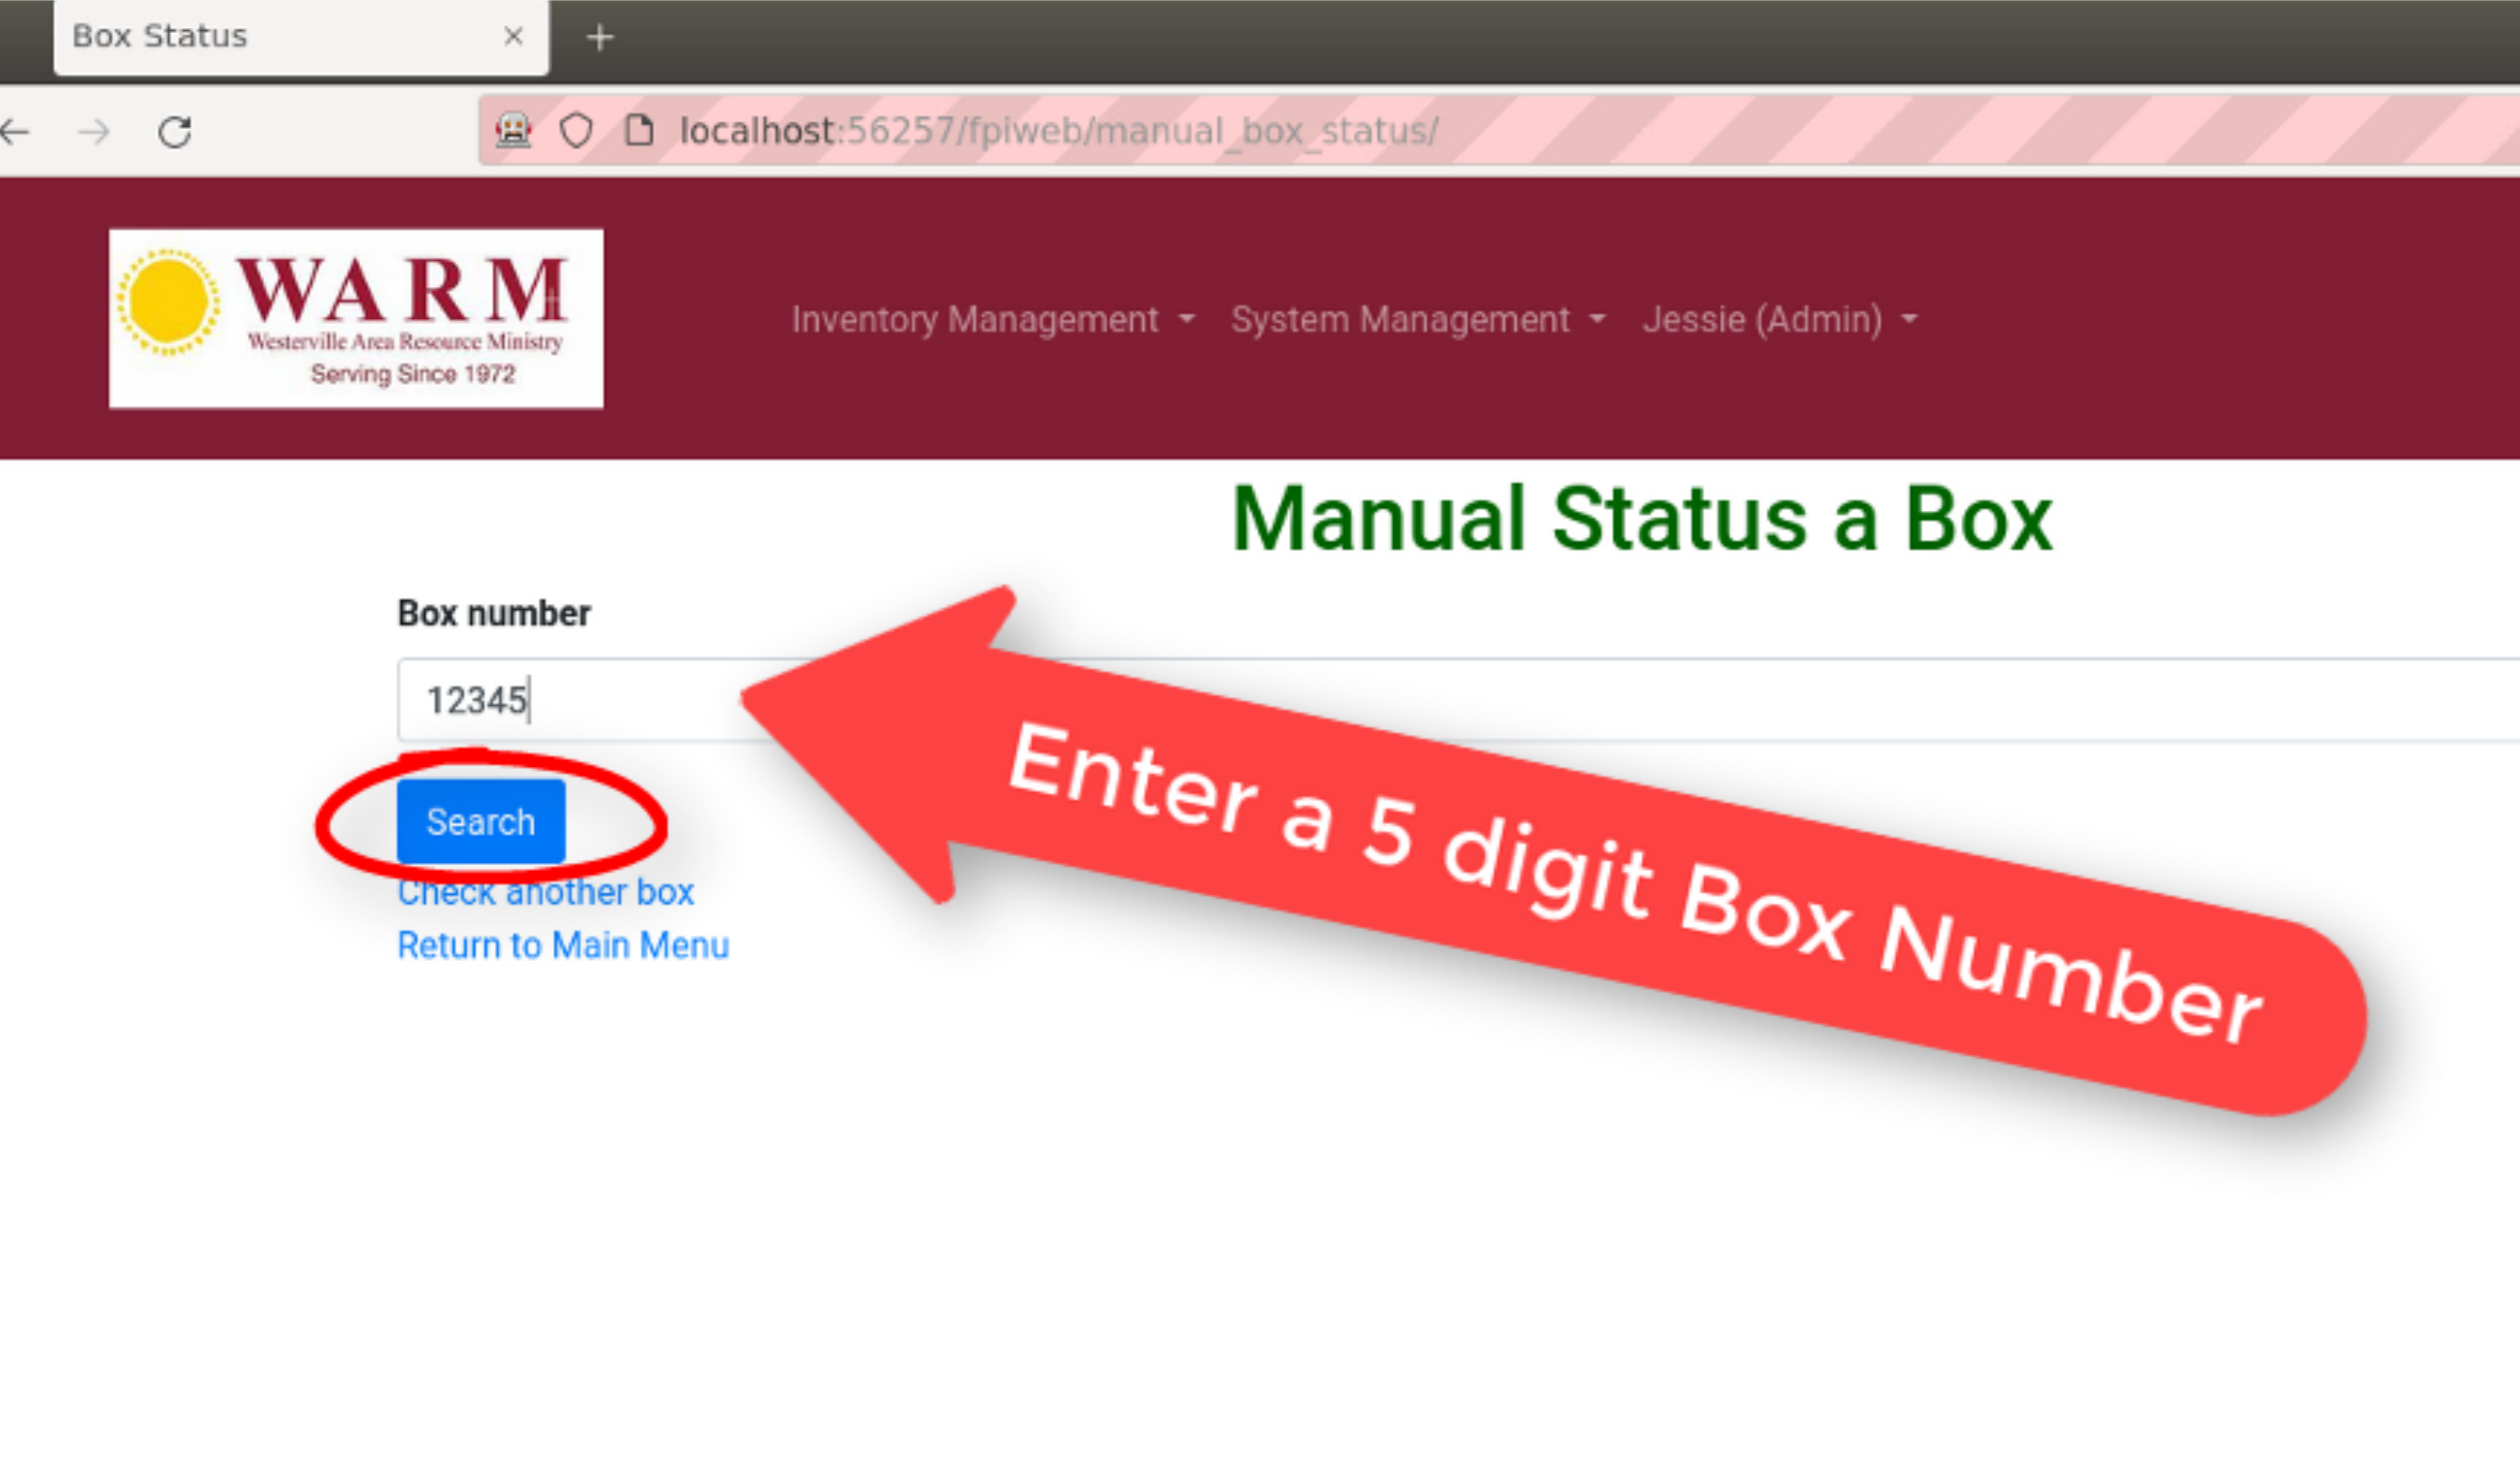 Box Status
localhost:56257/fpiweb/manual_box_status/
WARM
Westerville Area Resource Ministry
Serving Since 1972
Inventory Management System Management Jessie (Admin)
Manual Status a Box
Box number
12345
Enter a 5 digit Box Number
Search
Check another box
Return to Main Menu